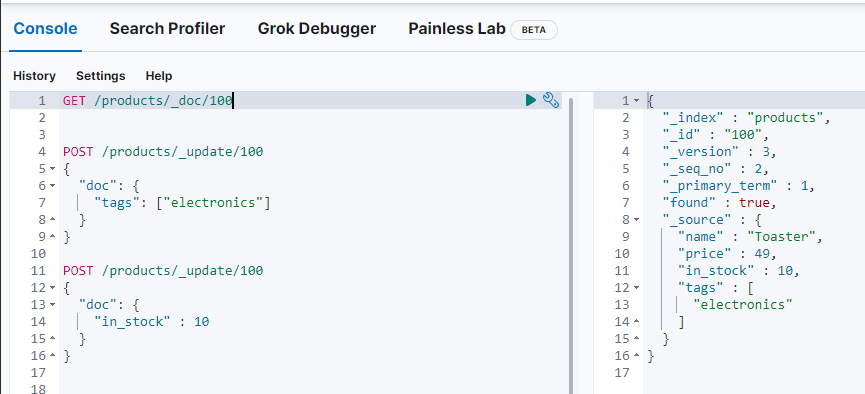 Console Search Profiler Grok Debugger Painless Lab BETA
History Settings Help
1 GET /products/_doc/100
2
3
4 POST /products/_update/100
5 {
6 "doc": {
7 "tags": ["electronics"]
8 }
9 }
10
11 POST /products/_update/100
12 {
13 "doc": {
14 "in_stock" : 10
15 }
16 }
17
18
1 {
2 "_index" : "products",
3 "_id" : "100",
4 "_version" : 3,
5 "_seq_no" : 2,
6 "_primary_term" : 1,
7 "found" : true,
8 "_source" : {
9 "name" : "Toaster",
10 "price" : 49,
11 "in_stock" : 10,
12 "tags" : [
13 "electronics"
14 ]
15 }
16 }
17